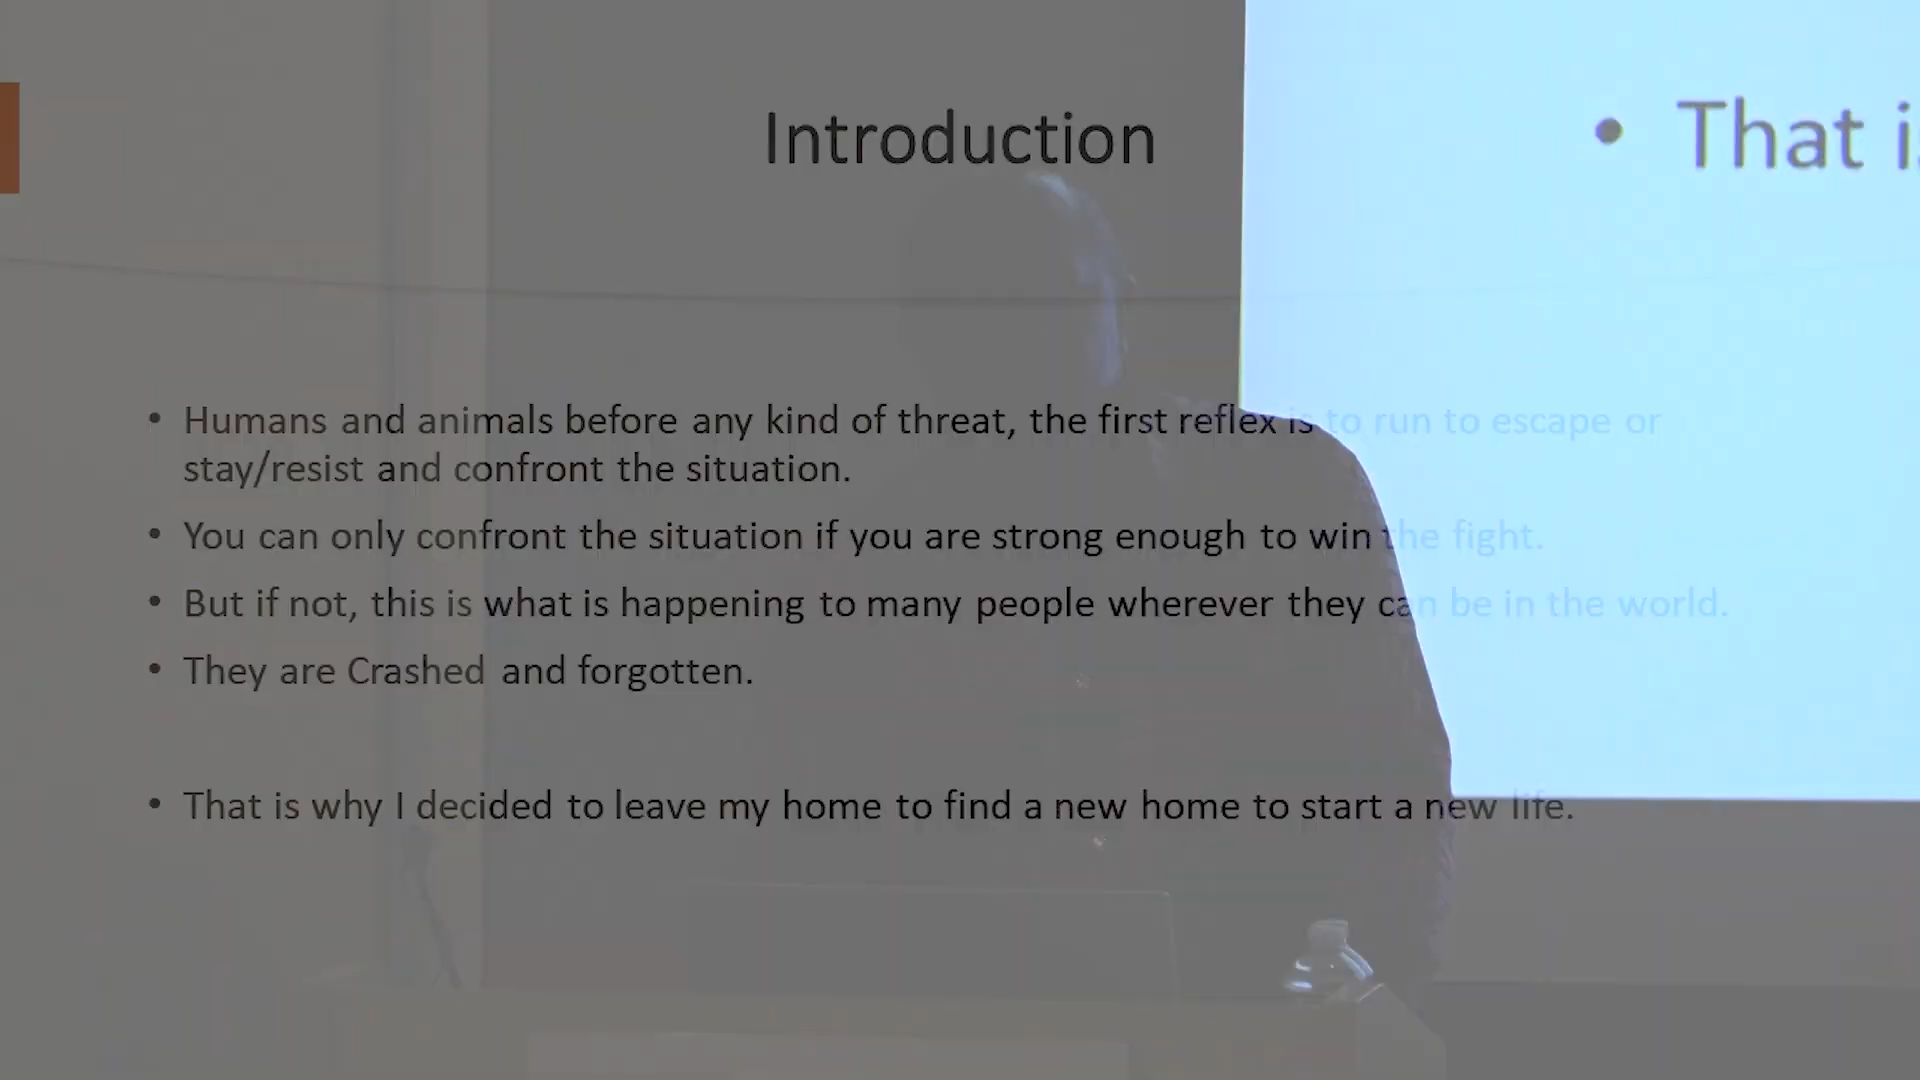 Introduction
• That
• Humans and animals before any kind of threat, the first reflex is to run to escape or
stay/resist and confront the situation.
• You can only confront the situation if you are strong enough to win the fight.
• But if not, this is what is happening to many people wherever they can be in the world.
• They are Crashed and forgotten.
• That is why I decided to leave my home to find a new home to start a new life.